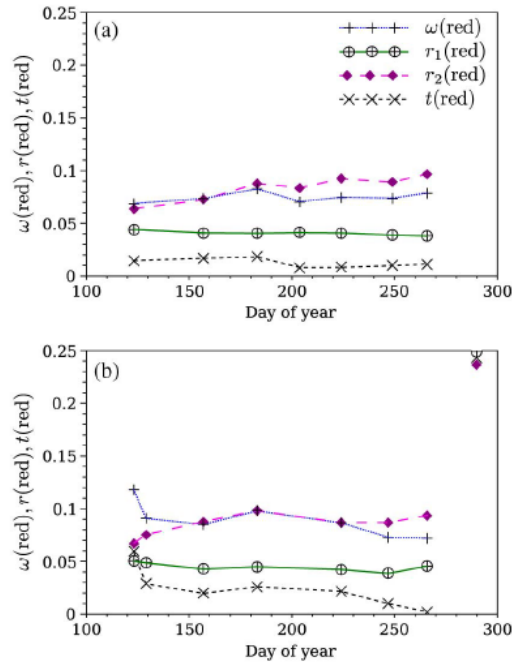 (a)
ω(red)
r₁(red)
r₂(red)
t(red)
0.25
0.2
0.15
0.1
0.05
0
ω(red), r(red), t(red)
100 150 200 250 300
Day of year
(b)
0.25
0.2
0.15
0.1
0.05
0
ω(red), r(red), t(red)
100 150 200 250 300
Day of year